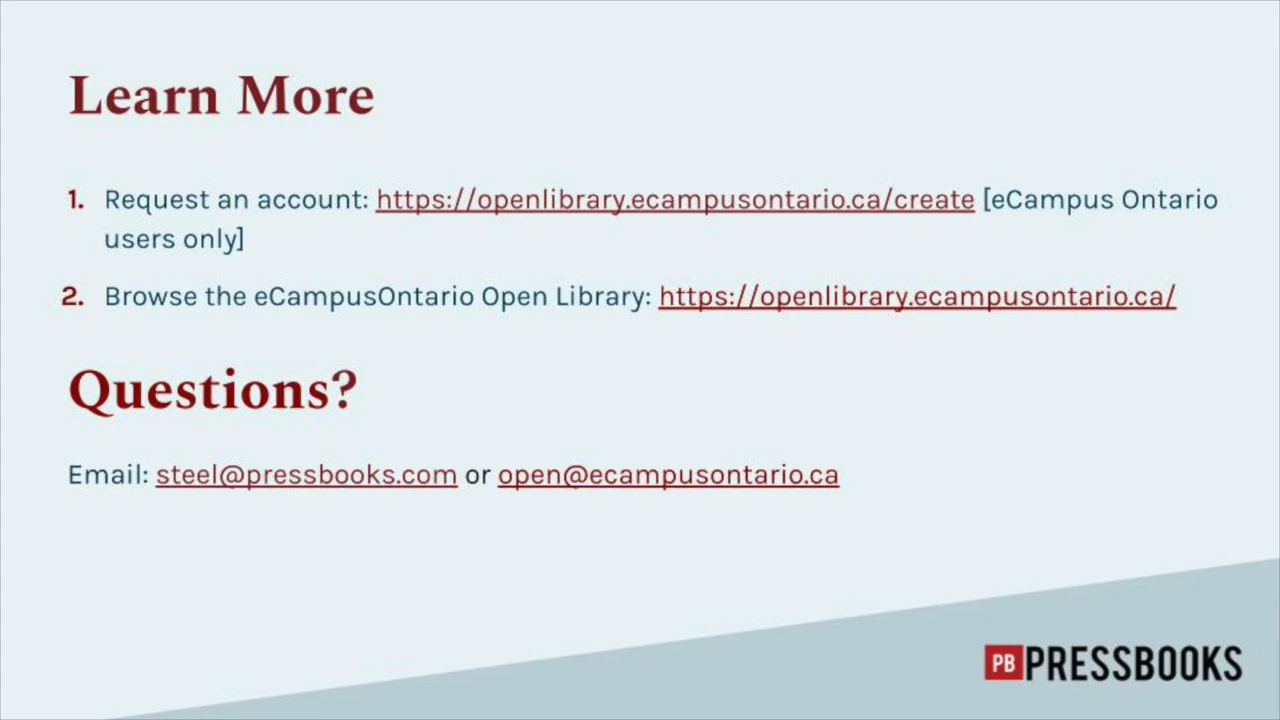 Learn More
1. Request an account: https://openlibrary.ecampusontario.ca/create [eCampus Ontario
users only]
2. Browse the eCampusOntario Open Library: https://openlibrary.ecampusontario.ca/
Questions?
Email: steel@pressbooks.com or open@ecampusontario.ca
PB PRESSBOOKS